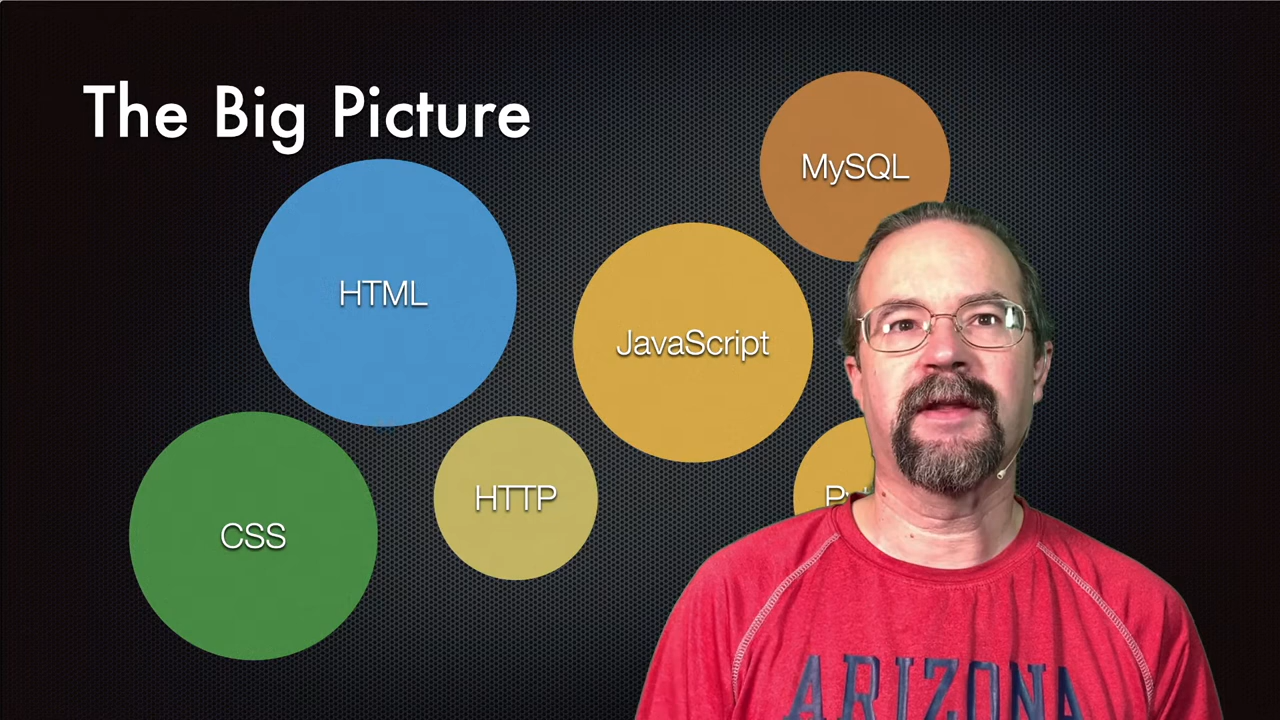 The Big Picture
MySQL
HTML
JavaScript
HTTP
CSS
ARIZONA